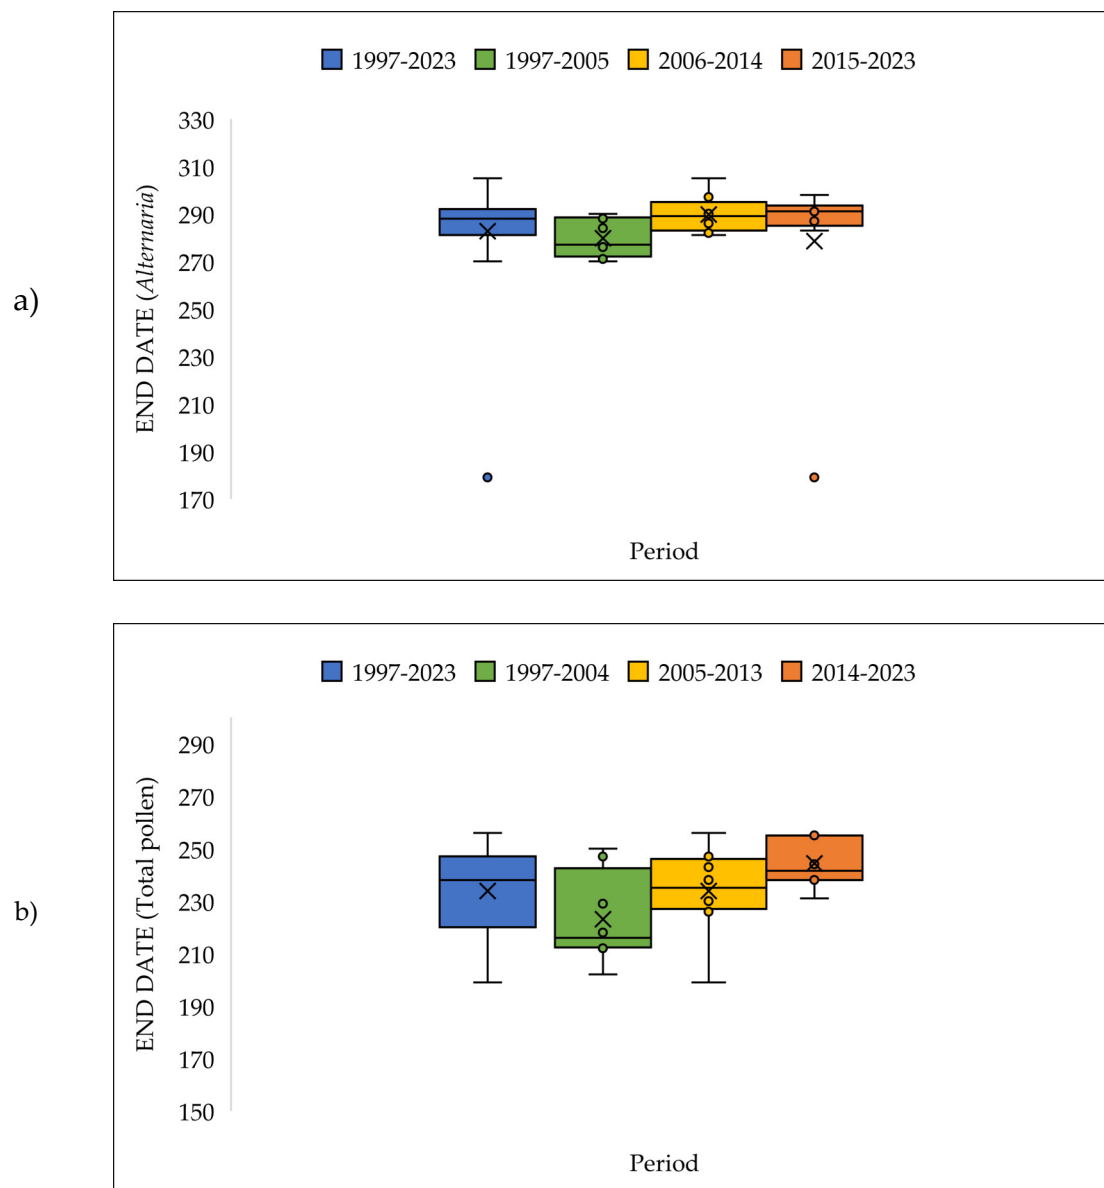 a)
1997-2023 1997-2005 2006-2014 2015-2023
END DATE (Alternaria)
330
310
290
270
250
230
210
190
170
Period
b)
1997-2023 1997-2004 2005-2013 2014-2023
END DATE (Total pollen)
290
270
250
230
210
190
170
150
Period